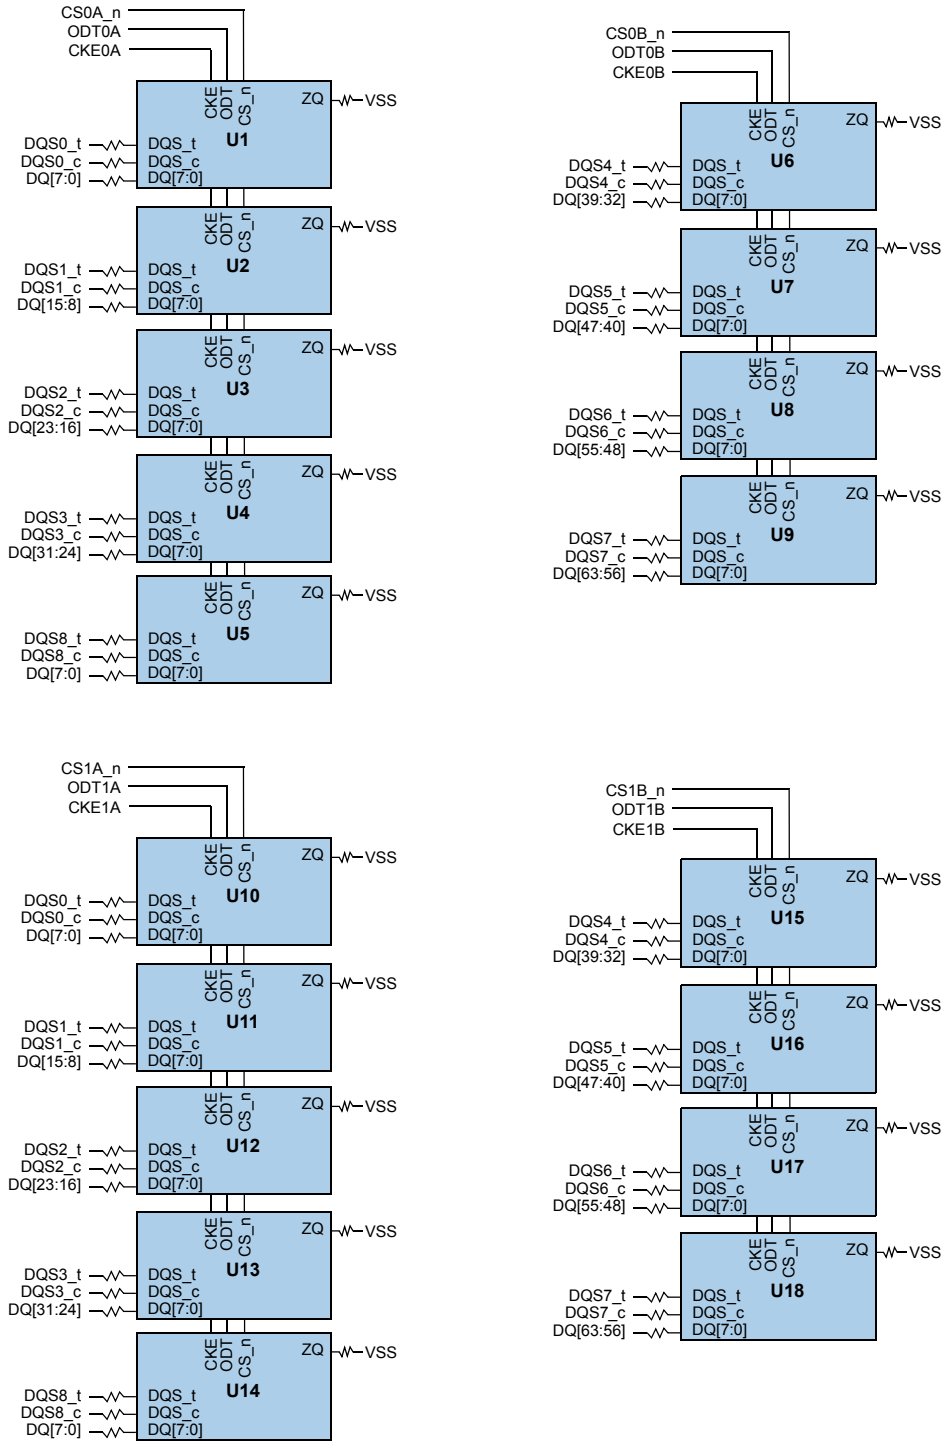 CS0A_n
ODT0A
CKE0A
CKE
ODT
CS_n
ZQ
VSS
U1
DQS0_t
DQS_t
DQS0_c
DQS_c
DQ[7:0]
DQ[7:0]
CKE
ODT
CS_n
ZQ
VSS
U2
DQS1_t
DQS_t
DQS1_c
DQS_c
DQ[15:8]
DQ[7:0]
CKE
ODT
CS_n
ZQ
VSS
U3
DQS2_t
DQS_t
DQS2_c
DQS_c
DQ[23:16]
DQ[7:0]
CKE
ODT
CS_n
ZQ
VSS
U4
DQS3_t
DQS_t
DQS3_c
DQS_c
DQ[31:24]
DQ[7:0]
CKE
ODT
CS_n
ZQ
VSS
U5
DQS8_t
DQS_t
DQS8_c
DQS_c
DQ[7:0]
DQ[7:0]
CS0B_n
ODT0B
CKE0B
CKE
ODT
CS_n
ZQ
VSS
U6
DQS4_t
DQS_t
DQS4_c
DQS_c
DQ[39:32]
DQ[7:0]
CKE
ODT
CS_n
ZQ
VSS
U7
DQS5_t
DQS_t
DQS5_c
DQS_c
DQ[47:40]
DQ[7:0]
CKE
ODT
CS_n
ZQ
VSS
U8
DQS6_t
DQS_t
DQS6_c
DQS_c
DQ[55:48]
DQ[7:0]
CKE
ODT
CS_n
ZQ
VSS
U9
DQS7_t
DQS_t
DQS7_c
DQS_c
DQ[63:56]
DQ[7:0]
CS1A_n
ODT1A
CKE1A
CKE
ODT
CS_n
ZQ
VSS
U10
DQS0_t
DQS_t
DQS0_c
DQS_c
DQ[7:0]
DQ[7:0]
CKE
ODT
CS_n
ZQ
VSS
U11
DQS1_t
DQS_t
DQS1_c
DQS_c
DQ[15:8]
DQ[7:0]
CKE
ODT
CS_n
ZQ
VSS
U12
DQS2_t
DQS_t
DQS2_c
DQS_c
DQ[23:16]
DQ[7:0]
CKE
ODT
CS_n
ZQ
VSS
U13
DQS3_t
DQS_t
DQS3_c
DQS_c
DQ[31:24]
DQ[7:0]
CKE
ODT
CS_n
ZQ
VSS
U14
DQS8_t
DQS_t
DQS8_c
DQS_c
DQ[7:0]
DQ[7:0]
CS1B_n
ODT1B
CKE1B
CKE
ODT
CS_n
ZQ
VSS
U15
DQS4_t
DQS_t
DQS4_c
DQS_c
DQ[39:32]
DQ[7:0]
CKE
ODT
CS_n
ZQ
VSS
U16
DQS5_t
DQS_t
DQS5_c
DQS_c
DQ[47:40]
DQ[7:0]
CKE
ODT
CS_n
ZQ
VSS
U17
DQS6_t
DQS_t
DQS6_c
DQS_c
DQ[55:48]
DQ[7:0]
CKE
ODT
CS_n
ZQ
VSS
U18
DQS7_t
DQS_t
DQS7_c
DQS_c
DQ[63:56]
DQ[7:0]